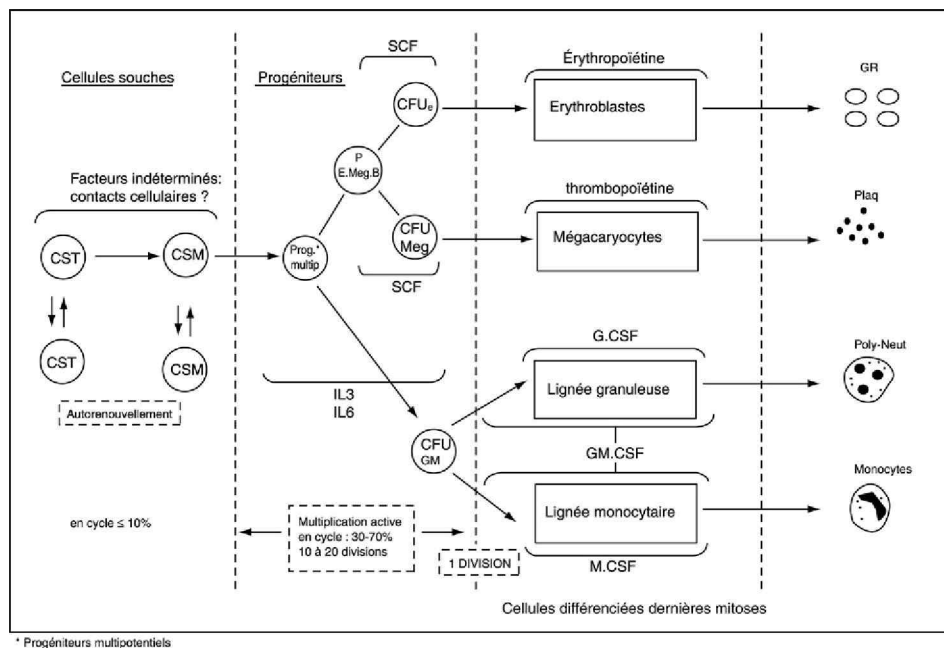 Cellules souches
Progéniteurs
SCF
CFUe
P
E.Meg.B
CFU
Meg
SCF
Érythropoïétine
Erythroblastes
GR
thrombopoïétine
Mégacaryocytes
Plaq
Facteurs indéterminés:
contacts cellulaires ?
CST
CSM
Prog.*
multip
CST
CSM
Autorenouvellement
IL3
IL6
CFU
GM
G.CSF
Lignée granuleuse
Poly-Neut
GM.CSF
Lignée monocytaire
Monocytes
M.CSF
en cycle ≤ 10%
Multiplication active
en cycle : 30-70%
10 à 20 divisions
1 DIVISION
Cellules différenciées dernières mitoses
* Progéniteurs multipotentiels